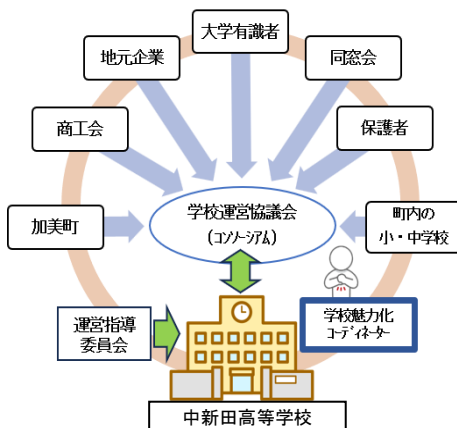 大学有識者
地元企業
同窓会
商工会
保護者
加美町
学校運営協議会
(ｺﾝｿｰｼｱﾑ)
町内の
小・中学校
運営指導
委員会
学校魅力化
ｺｰﾃﾞｨﾈｰﾀｰ
中新田高等学校